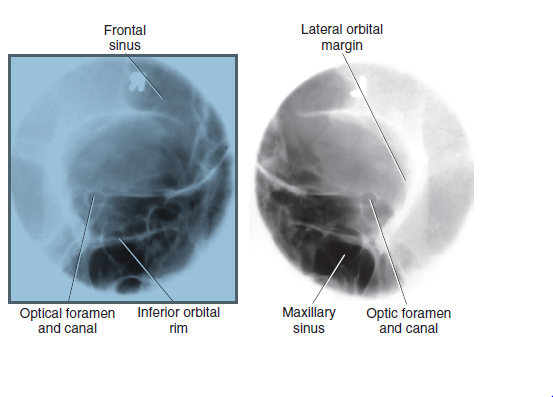 Frontal
sinus
Lateral orbital
margin
Optical foramen
and canal
Inferior orbital
rim
Maxillary
sinus
Optic foramen
and canal